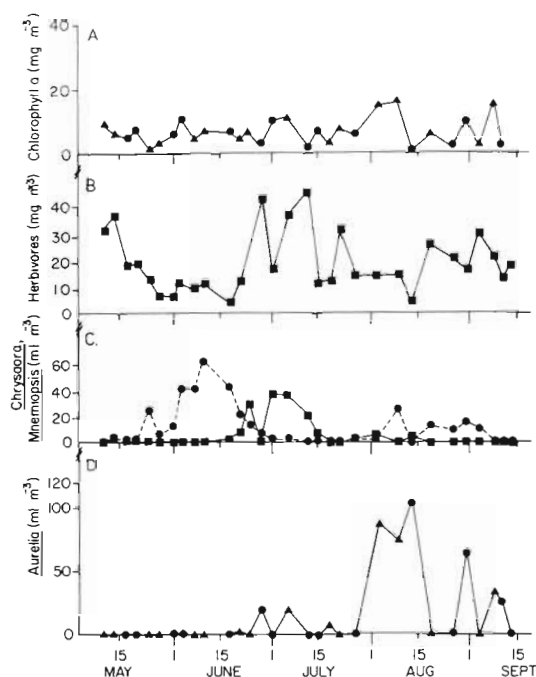 A
40
20
0
Chlorophyll a (mg m⁻³)
B
40
30
20
10
0
Herbivores (mg m⁻³)
C.
60
40
20
0
Chrysaora,
Mnemiopsis (ml m⁻³)
D
120
100
50
0
Aurelia (ml m⁻³)
15 15 15 15 15
MAY JUNE JULY AUG SEPT